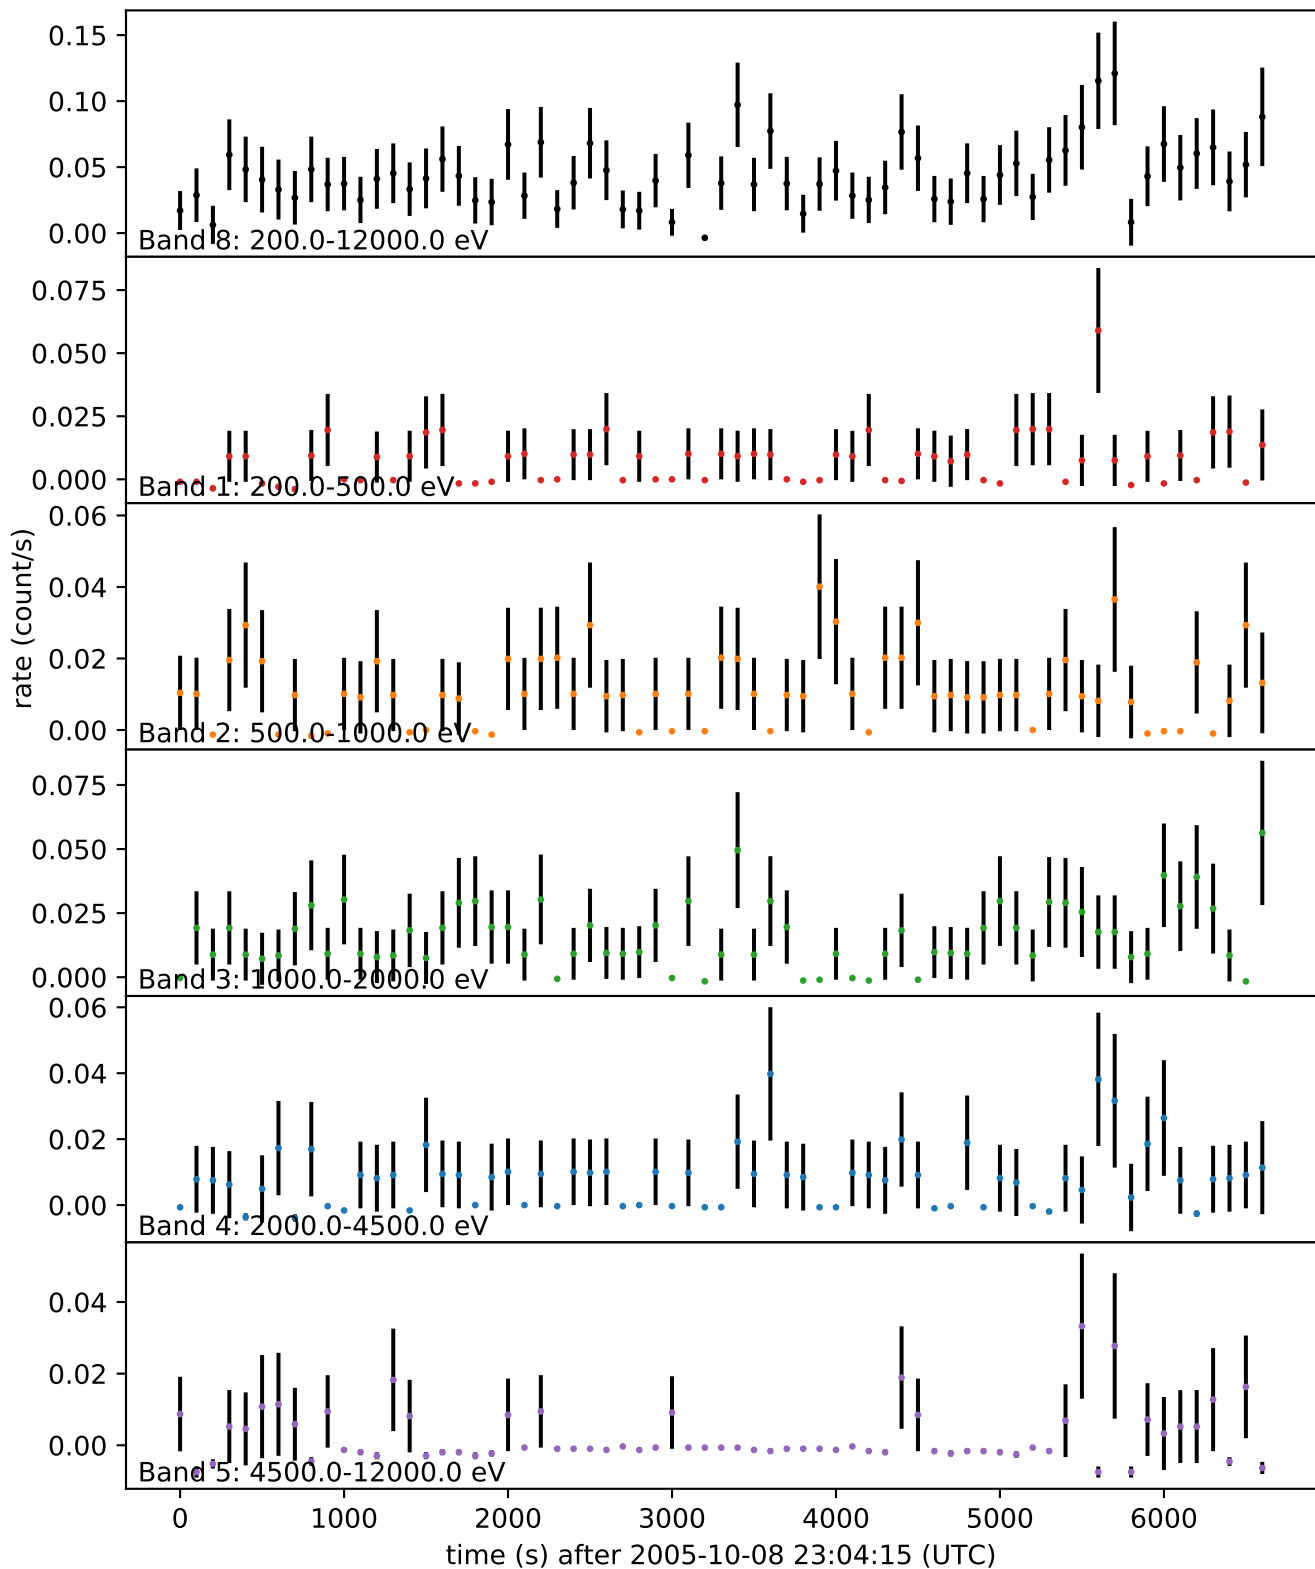 0.15
0.10
0.05
0.00
Band 8: 200.0-12000.0 eV
0.075
0.050
0.025
0.000
Band 1: 200.0-500.0 eV
rate (count/s)
0.06
0.04
0.02
0.00
Band 2: 500.0-1000.0 eV
0.075
0.050
0.025
0.000
Band 3: 1000.0-2000.0 eV
0.06
0.04
0.02
0.00
Band 4: 2000.0-4500.0 eV
0.04
0.02
0.00
Band 5: 4500.0-12000.0 eV
0 1000 2000 3000 4000 5000 6000
time (s) after 2005-10-08 23:04:15 (UTC)